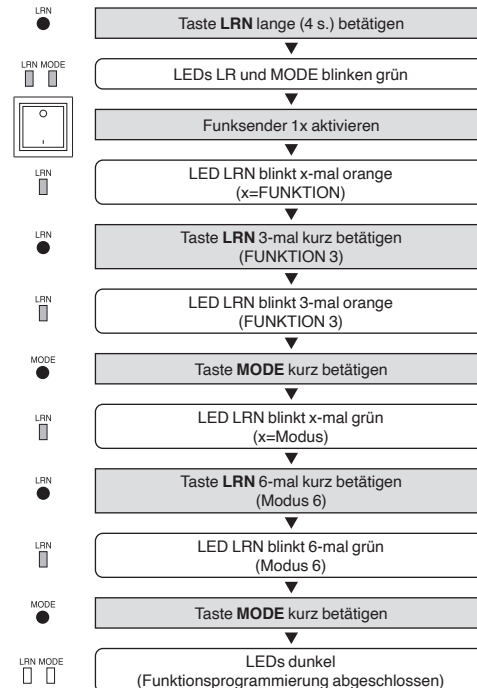 LRN
Taste LRN lange (4 s.) betätigen
LRN MODE
LEDs LR und MODE blinken grün
Funksender 1x aktivieren
LRN
LED LRN blinkt x-mal orange
(x=FUNKTION)
LRN
Taste LRN 3-mal kurz betätigen
(FUNKTION 3)
LRN
LED LRN blinkt 3-mal orange
(FUNKTION 3)
MODE
Taste MODE kurz betätigen
LRN
LED LRN blinkt x-mal grün
(x=Modus)
LRN
Taste LRN 6-mal kurz betätigen
(Modus 6)
LRN
LED LRN blinkt 6-mal grün
(Modus 6)
MODE
Taste MODE kurz betätigen
LRN MODE
LEDs dunkel
(Funktionsprogrammierung abgeschlossen)